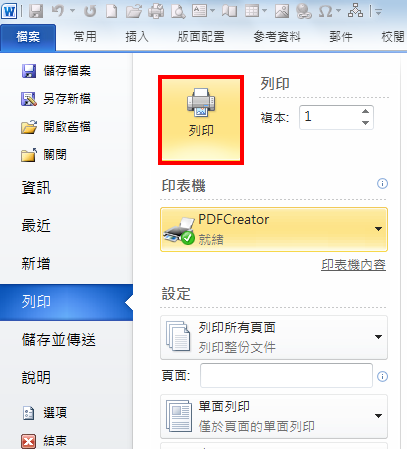 檔案 常用 插入 版面配置 參考資料 郵件 校閱
儲存檔案
另存新檔
開啟舊檔
關閉
資訊
最近
新增
列印
儲存並傳送
說明
選項
結束
列印
列印
複本: 1
印表機
PDFCreator
就緒
印表機內容
設定
列印所有頁面
列印整份文件
頁面:
單面列印
僅於頁面的單面列印